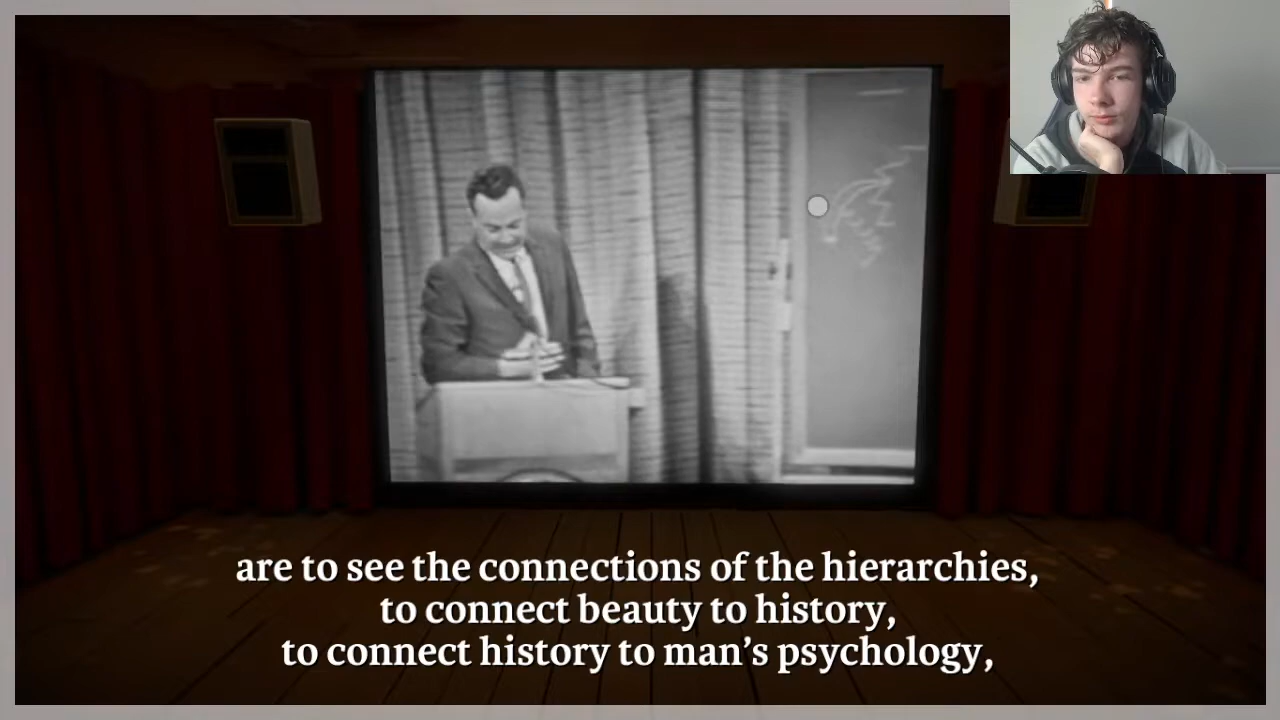 are to see the connections of the hierarchies,
to connect beauty to history,
to connect history to man’s psychology,